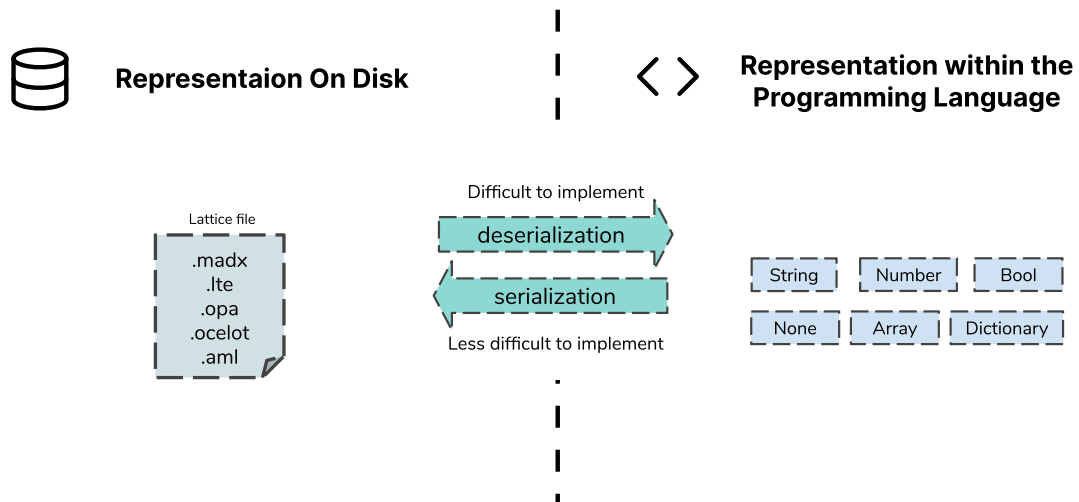 Representaion On Disk
Representation within the
Programming Language
Lattice file
.madx
.lte
.opa
.ocelot
.aml
Difficult to implement
deserialization
serialization
Less difficult to implement
String
Number
Bool
None
Array
Dictionary